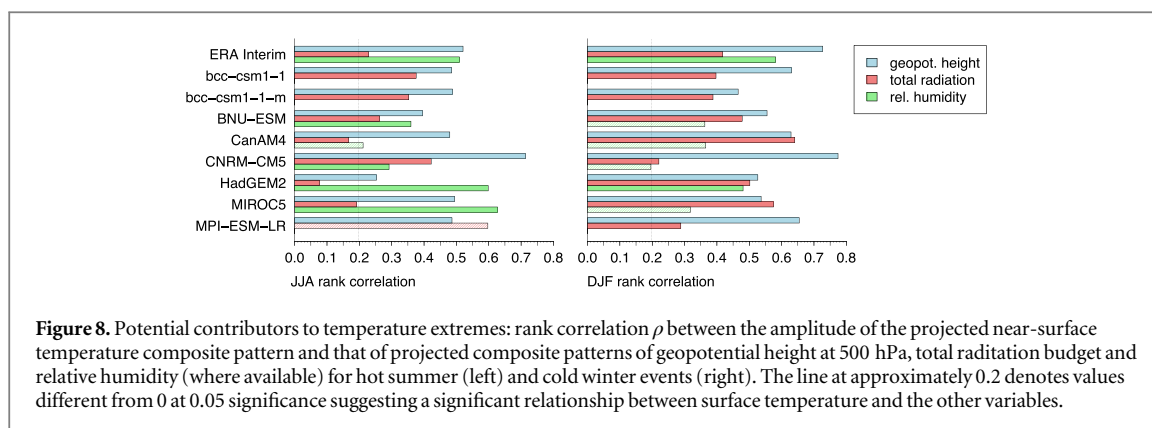 ERA Interim
bcc–csm1–1
bcc–csm1–1–m
BNU–ESM
CanAM4
CNRM–CM5
HadGEM2
MIROC5
MPI–ESM–LR
0.0 0.1 0.2 0.3 0.4 0.5 0.6 0.7 0.8
JJA rank correlation
0.0 0.1 0.2 0.3 0.4 0.5 0.6 0.7 0.8
DJF rank correlation
geopot. height
total radiation
rel. humidity
Figure 8. Potential contributors to temperature extremes: rank correlation ρ between the amplitude of the projected near-surface
temperature composite pattern and that of projected composite patterns of geopotential height at 500 hPa, total raditation budget and
relative humidity (where available) for hot summer (left) and cold winter events (right). The line at approximately 0.2 denotes values
different from 0 at 0.05 significance suggesting a significant relationship between surface temperature and the other variables.